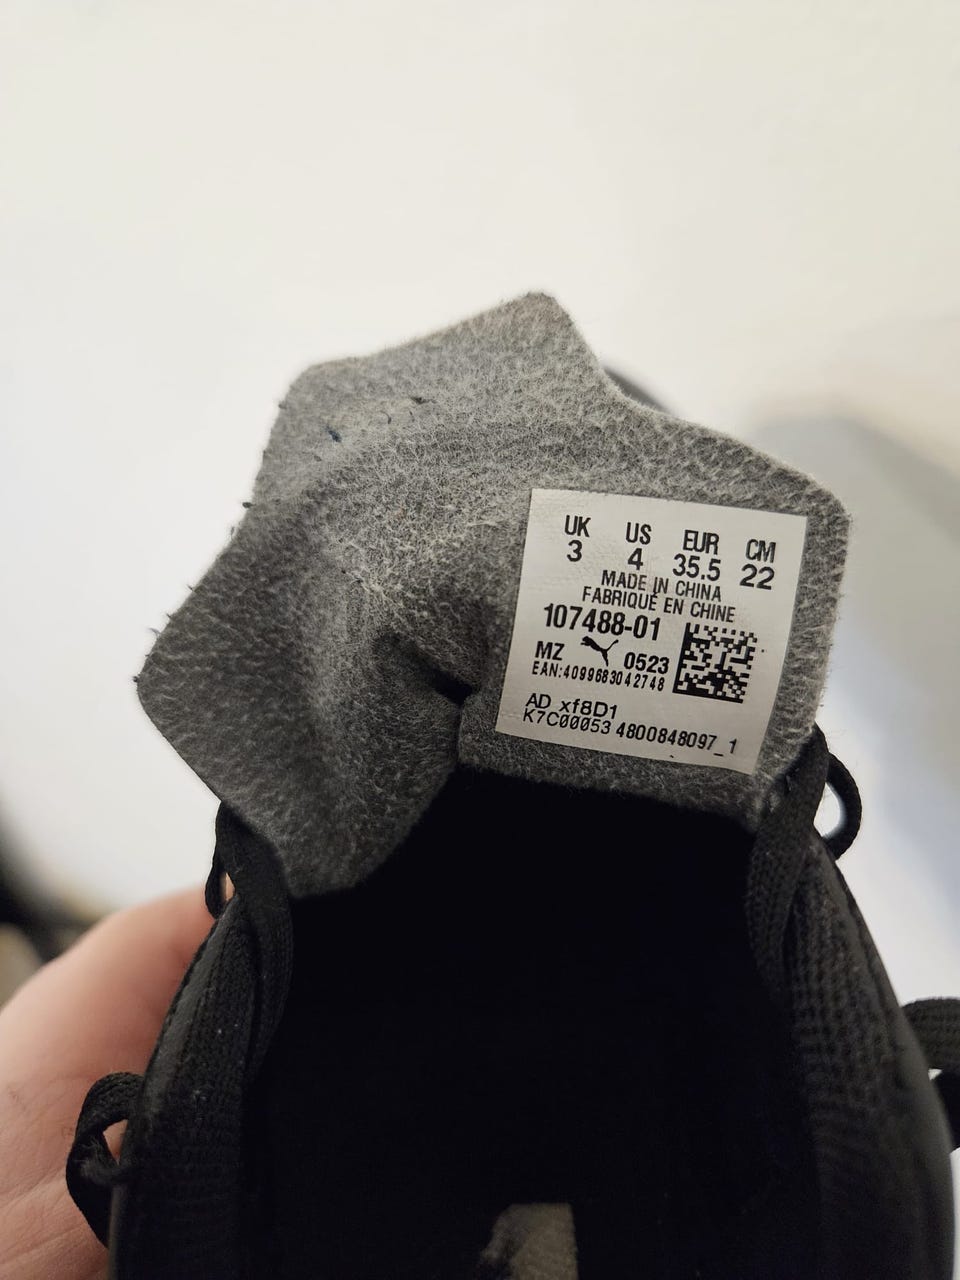 UK US EUR CM
3 4 35.5 22
MADE IN CHINA
FABRIQUÉ EN CHINE
107488-01
MZ 0523
EAN:4099683042748
AD xf8D1
K7C00053 4800848097_1